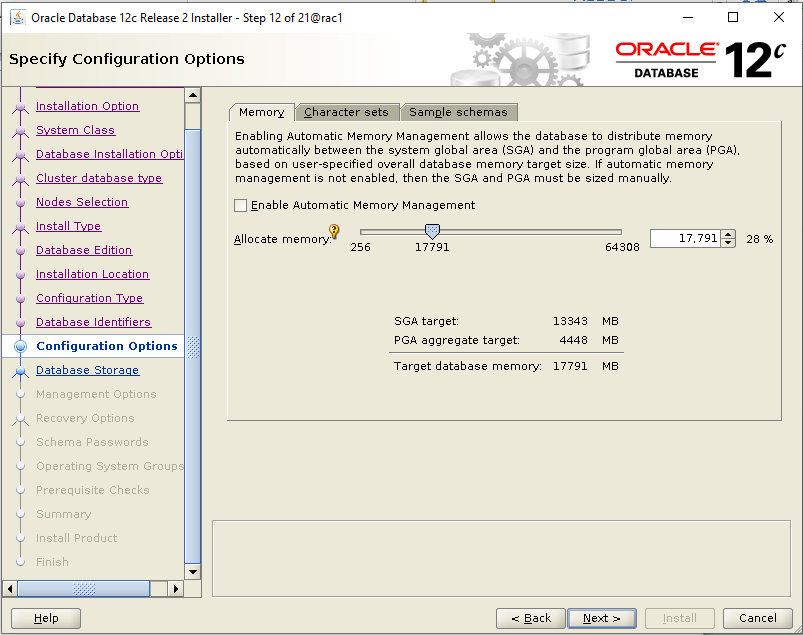 Oracle Database 12c Release 2 Installer - Step 12 of 21@rac1
Specify Configuration Options
ORACLE®
DATABASE
12c
Installation Option
System Class
Database Installation Opti
Cluster database type
Nodes Selection
Install Type
Database Edition
Installation Location
Configuration Type
Database Identifiers
Configuration Options
Database Storage
Management Options
Recovery Options
Schema Passwords
Operating System Groups
Prerequisite Checks
Summary
Install Product
Finish
Memory Character sets Sample schemas
Enabling Automatic Memory Management allows the database to distribute memory
automatically between the system global area (SGA) and the program global area (PGA),
based on user-specified overall database memory target size. If automatic memory
management is not enabled, then the SGA and PGA must be sized manually.
Enable Automatic Memory Management
Allocate memory: 17,791 28 %
256 17791 64308
SGA target: 13343 MB
PGA aggregate target: 4448 MB
Target database memory: 17791 MB
Help < Back Next > Install Cancel